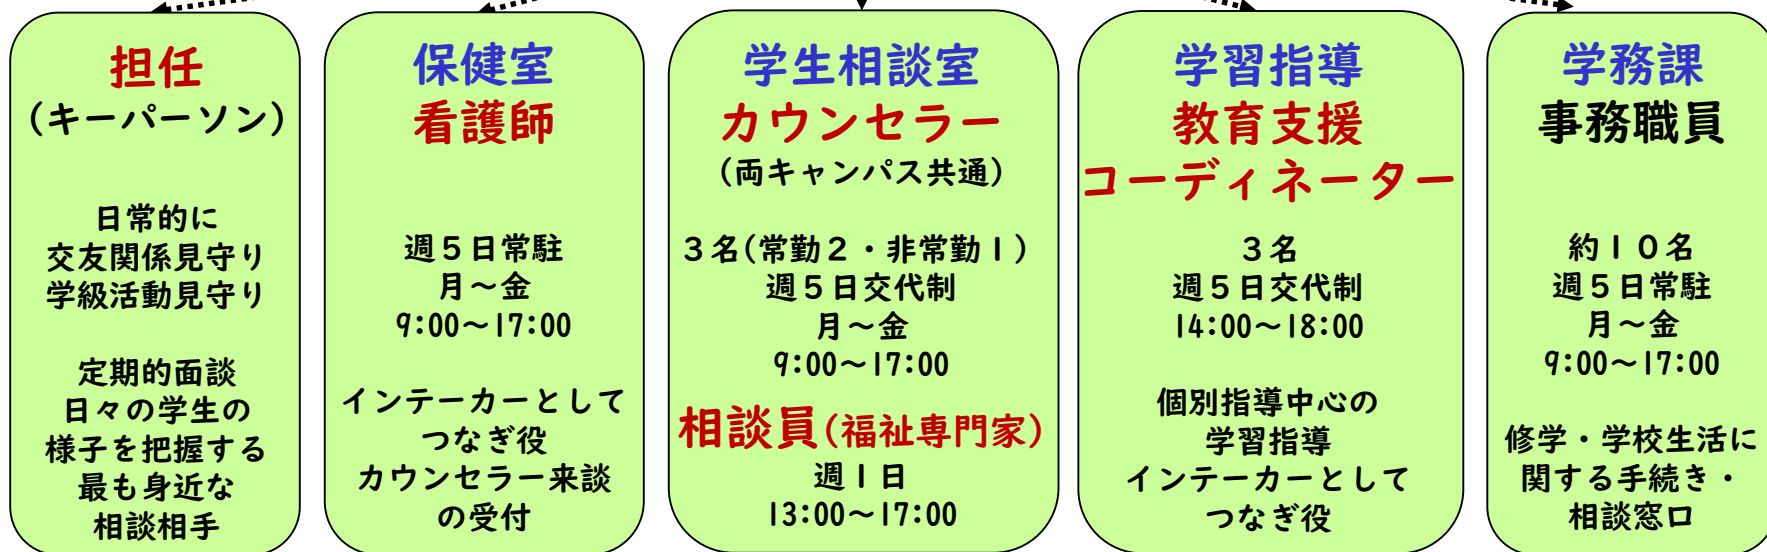 担任
(キーパーソン)
日常的に
交友関係見守り
学級活動見守り
定期的面談
日々の学生の
様子を把握する
最も身近な
相談相手
保健室
看護師
週５日常駐
月～金
9:00～17:00
インテーカーとして
つなぎ役
カウンセラー来談
の受付
学生相談室
カウンセラー
(両キャンパス共通)
３名(常勤２・非常勤１)
週５日交代制
月～金
9:00～17:00
相談員(福祉専門家)
週１日
13:00～17:00
学習指導
教育支援
コーディネーター
３名
週５日交代制
14:00～18:00
個別指導中心の
学習指導
インテーカーとして
つなぎ役
学務課
事務職員
約１０名
週５日常駐
月～金
9:00～17:00
修学・学校生活に
関する手続き・
相談窓口